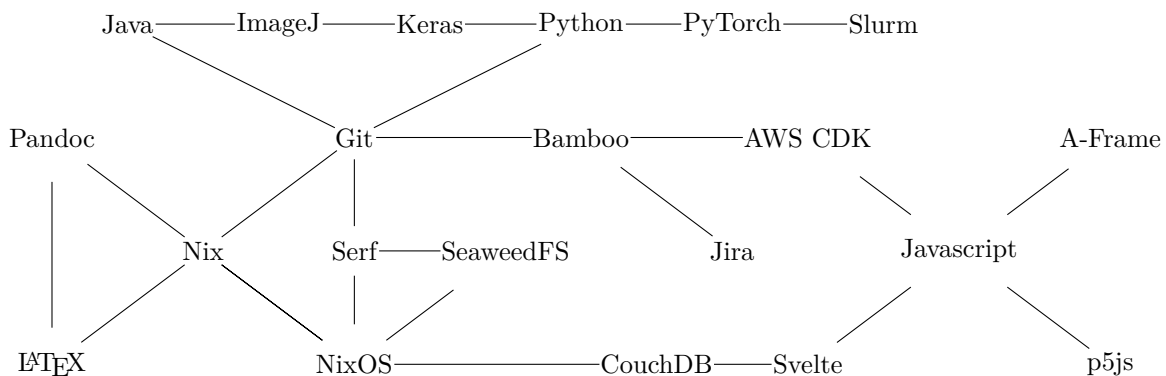 Java ImageJ Keras Python PyTorch Slurm
Pandoc Git Bamboo AWS CDK A-Frame
Nix Serf SeaweedFS Jira Javascript
LATEX NixOS CouchDB Svelte p5js